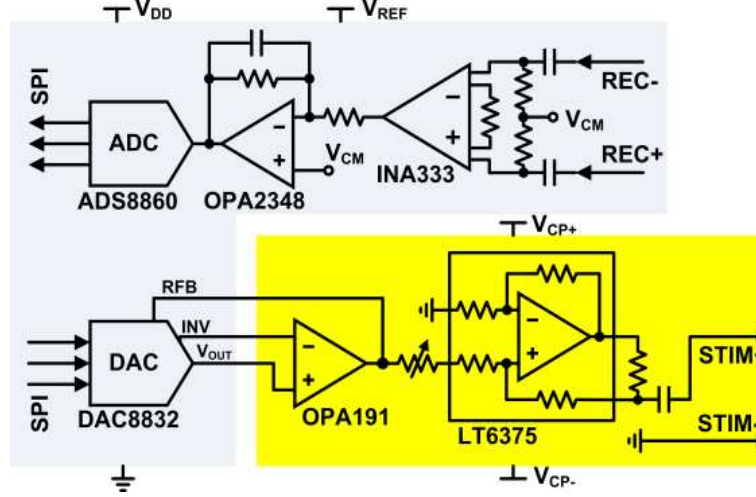 VDD
VREF
SPI
ADC
ADS8860
OPA2348
VCM
INA333
REC-
VCM
REC+
VCP+
RFB
INV
VOUT
DAC
SPI
DAC8832
OPA191
LT6375
STIM
STIM-
VCP-